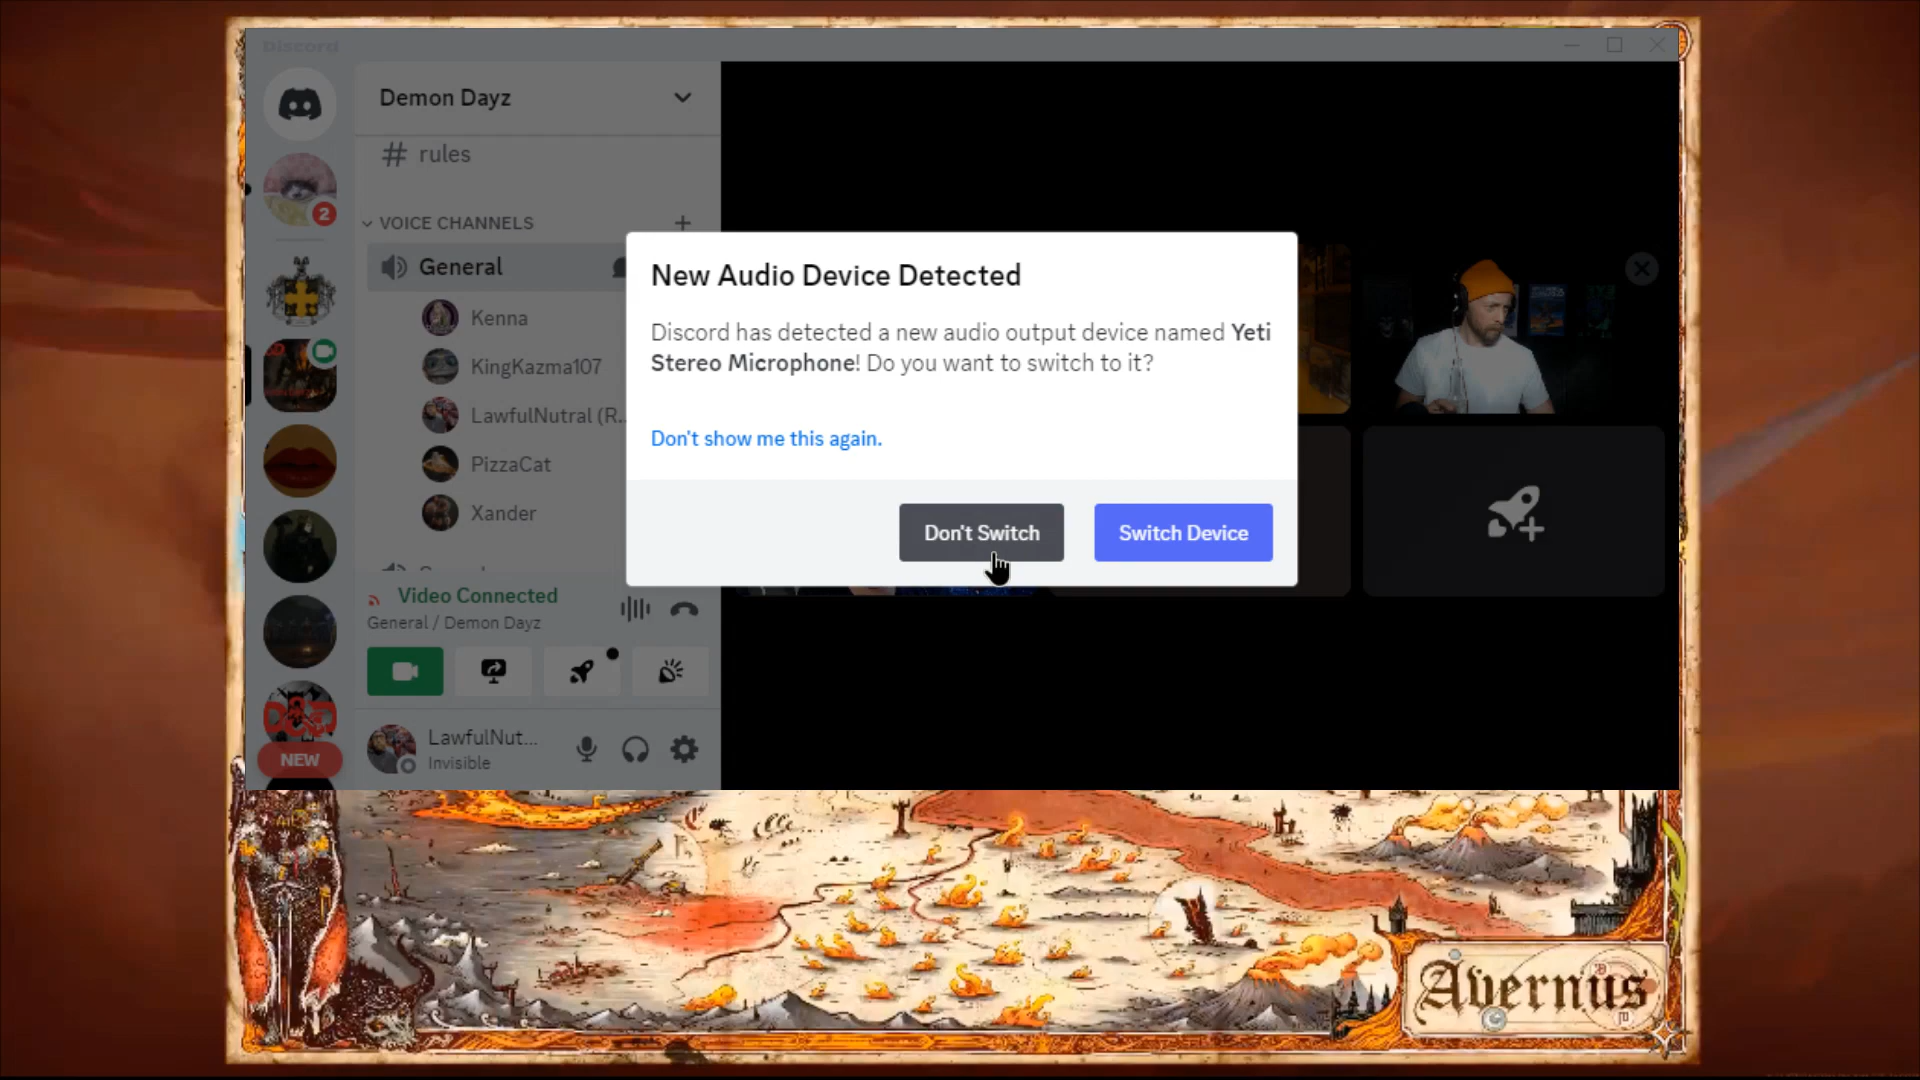 Discord
Demon Dayz
# rules
VOICE CHANNELS
General
Kenna
KingKazma107
LawfulNutral (R...
PizzaCat
Xander
Video Connected
General / Demon Dayz
LawfulNut...
Invisible
2
D&D
NEW
New Audio Device Detected
Discord has detected a new audio output device named Yeti
Stereo Microphone! Do you want to switch to it?
Don't show me this again.
Don't Switch
Switch Device
Avernus